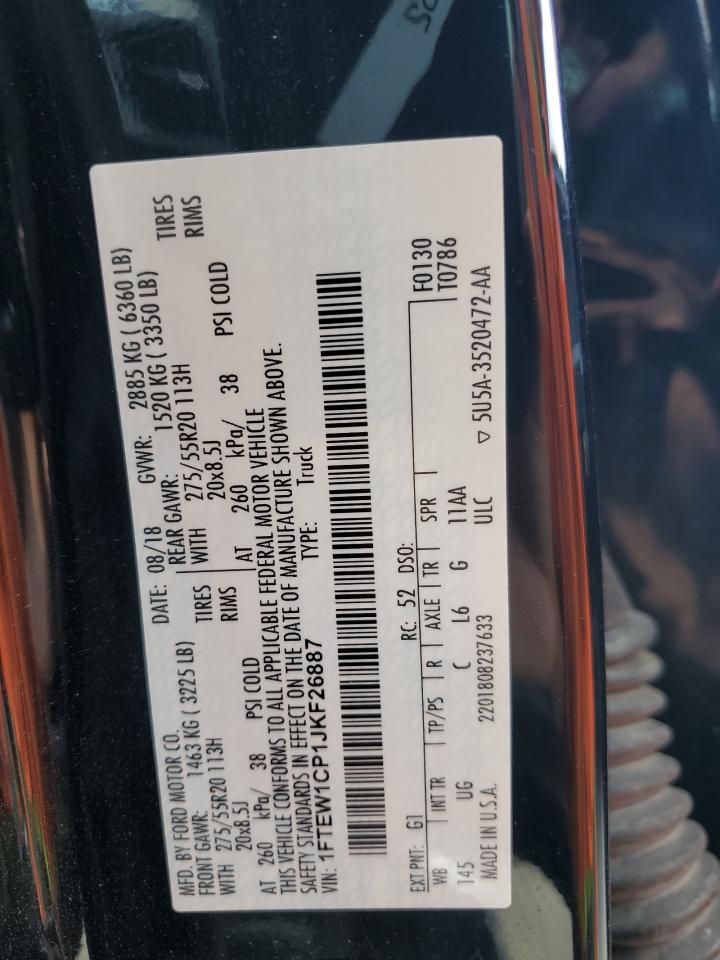 MFD. BY FORD MOTOR CO.
DATE: 08/18 GVWR: 2885 KG ( 6360 LB)
FRONT GAWR: 1463 KG ( 3225 LB) REAR GAWR: 1520 KG ( 3350 LB)
WITH 275/55R20 113H TIRES WITH 275/55R20 113H TIRES
20x8.5J RIMS 20x8.5J RIMS
AT 260 kPa/ 38 PSI COLD AT 260 kPa/ 38 PSI COLD
THIS VEHICLE CONFORMS TO ALL APPLICABLE FEDERAL MOTOR VEHICLE
SAFETY STANDARDS IN EFFECT ON THE DATE OF MANUFACTURE SHOWN ABOVE.
VIN: 1FTEW1CP1JKF26887 TYPE: Truck
EXT PNT: G1 RC: 52 DSO: F0130
WB INT TR TP/PS R AXLE TR SPR T0786
145 UG C L6 G 11AA
2201808237633 ULC
MADE IN U.S.A. ▽ 5U5A-3520472-AA